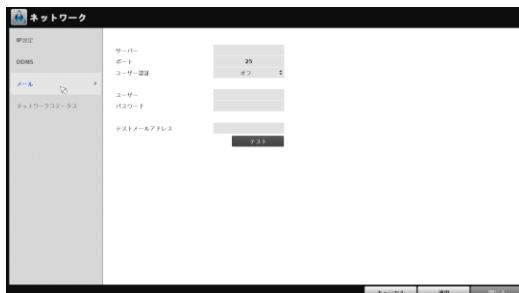 ネットワーク
IP設定
DDNS
メール
ネットワークステータス
サーバー
ポート 25
ユーザー認証 オフ
ユーザー
パスワード
テストメールアドレス
テスト
キャンセル 適用 閉じる